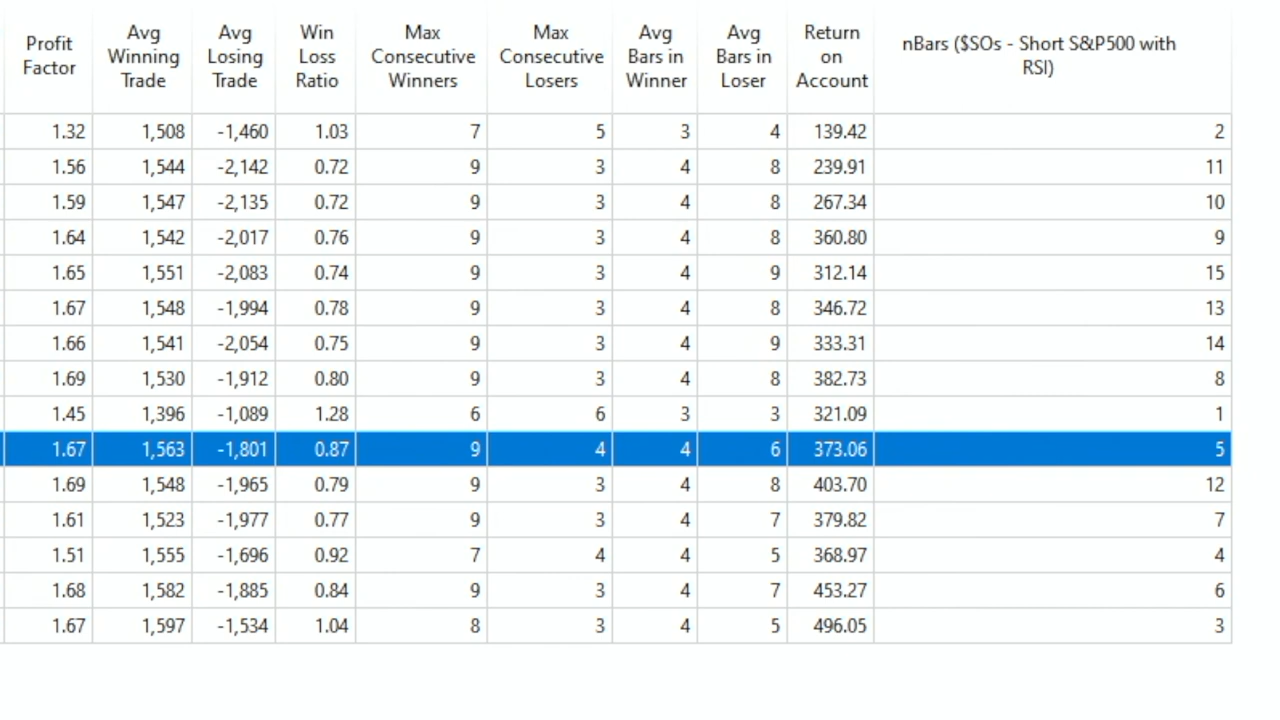 Profit Factor Avg Winning Trade Avg Losing Trade Win Loss Ratio Max Consecutive Winners Max Consecutive Losers Avg Bars in Winner Avg Bars in Loser Return on Account nBars ($SOs - Short S&P500 with RSI)
1.32 1,508 -1,460 1.03 7 5 3 4 139.42 2
1.56 1,544 -2,142 0.72 9 3 4 8 239.91 11
1.59 1,547 -2,135 0.72 9 3 4 8 267.34 10
1.64 1,542 -2,017 0.76 9 3 4 8 360.80 9
1.65 1,551 -2,083 0.74 9 3 4 9 312.14 15
1.67 1,548 -1,994 0.78 9 3 4 8 346.72 13
1.66 1,541 -2,054 0.75 9 3 4 9 333.31 14
1.69 1,530 -1,912 0.80 9 3 4 8 382.73 8
1.45 1,396 -1,089 1.28 6 6 3 3 321.09 1
1.67 1,563 -1,801 0.87 9 4 4 6 373.06 5
1.69 1,548 -1,965 0.79 9 3 4 8 403.70 12
1.61 1,523 -1,977 0.77 9 3 4 7 379.82 7
1.51 1,555 -1,696 0.92 7 4 4 5 368.97 4
1.68 1,582 -1,885 0.84 9 3 4 7 453.27 6
1.67 1,597 -1,534 1.04 8 3 4 5 496.05 3